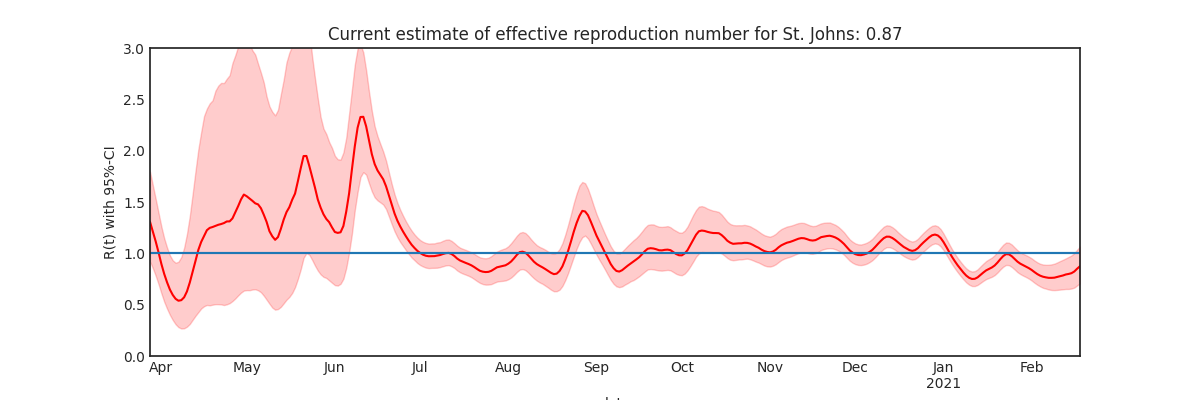 Current estimate of effective reproduction number for St. Johns: 0.87
R(t) with 95%-CI
3.0
2.5
2.0
1.5
1.0
0.5
0.0
Apr May Jun Jul Aug Sep Oct Nov Dec Jan Feb
2021